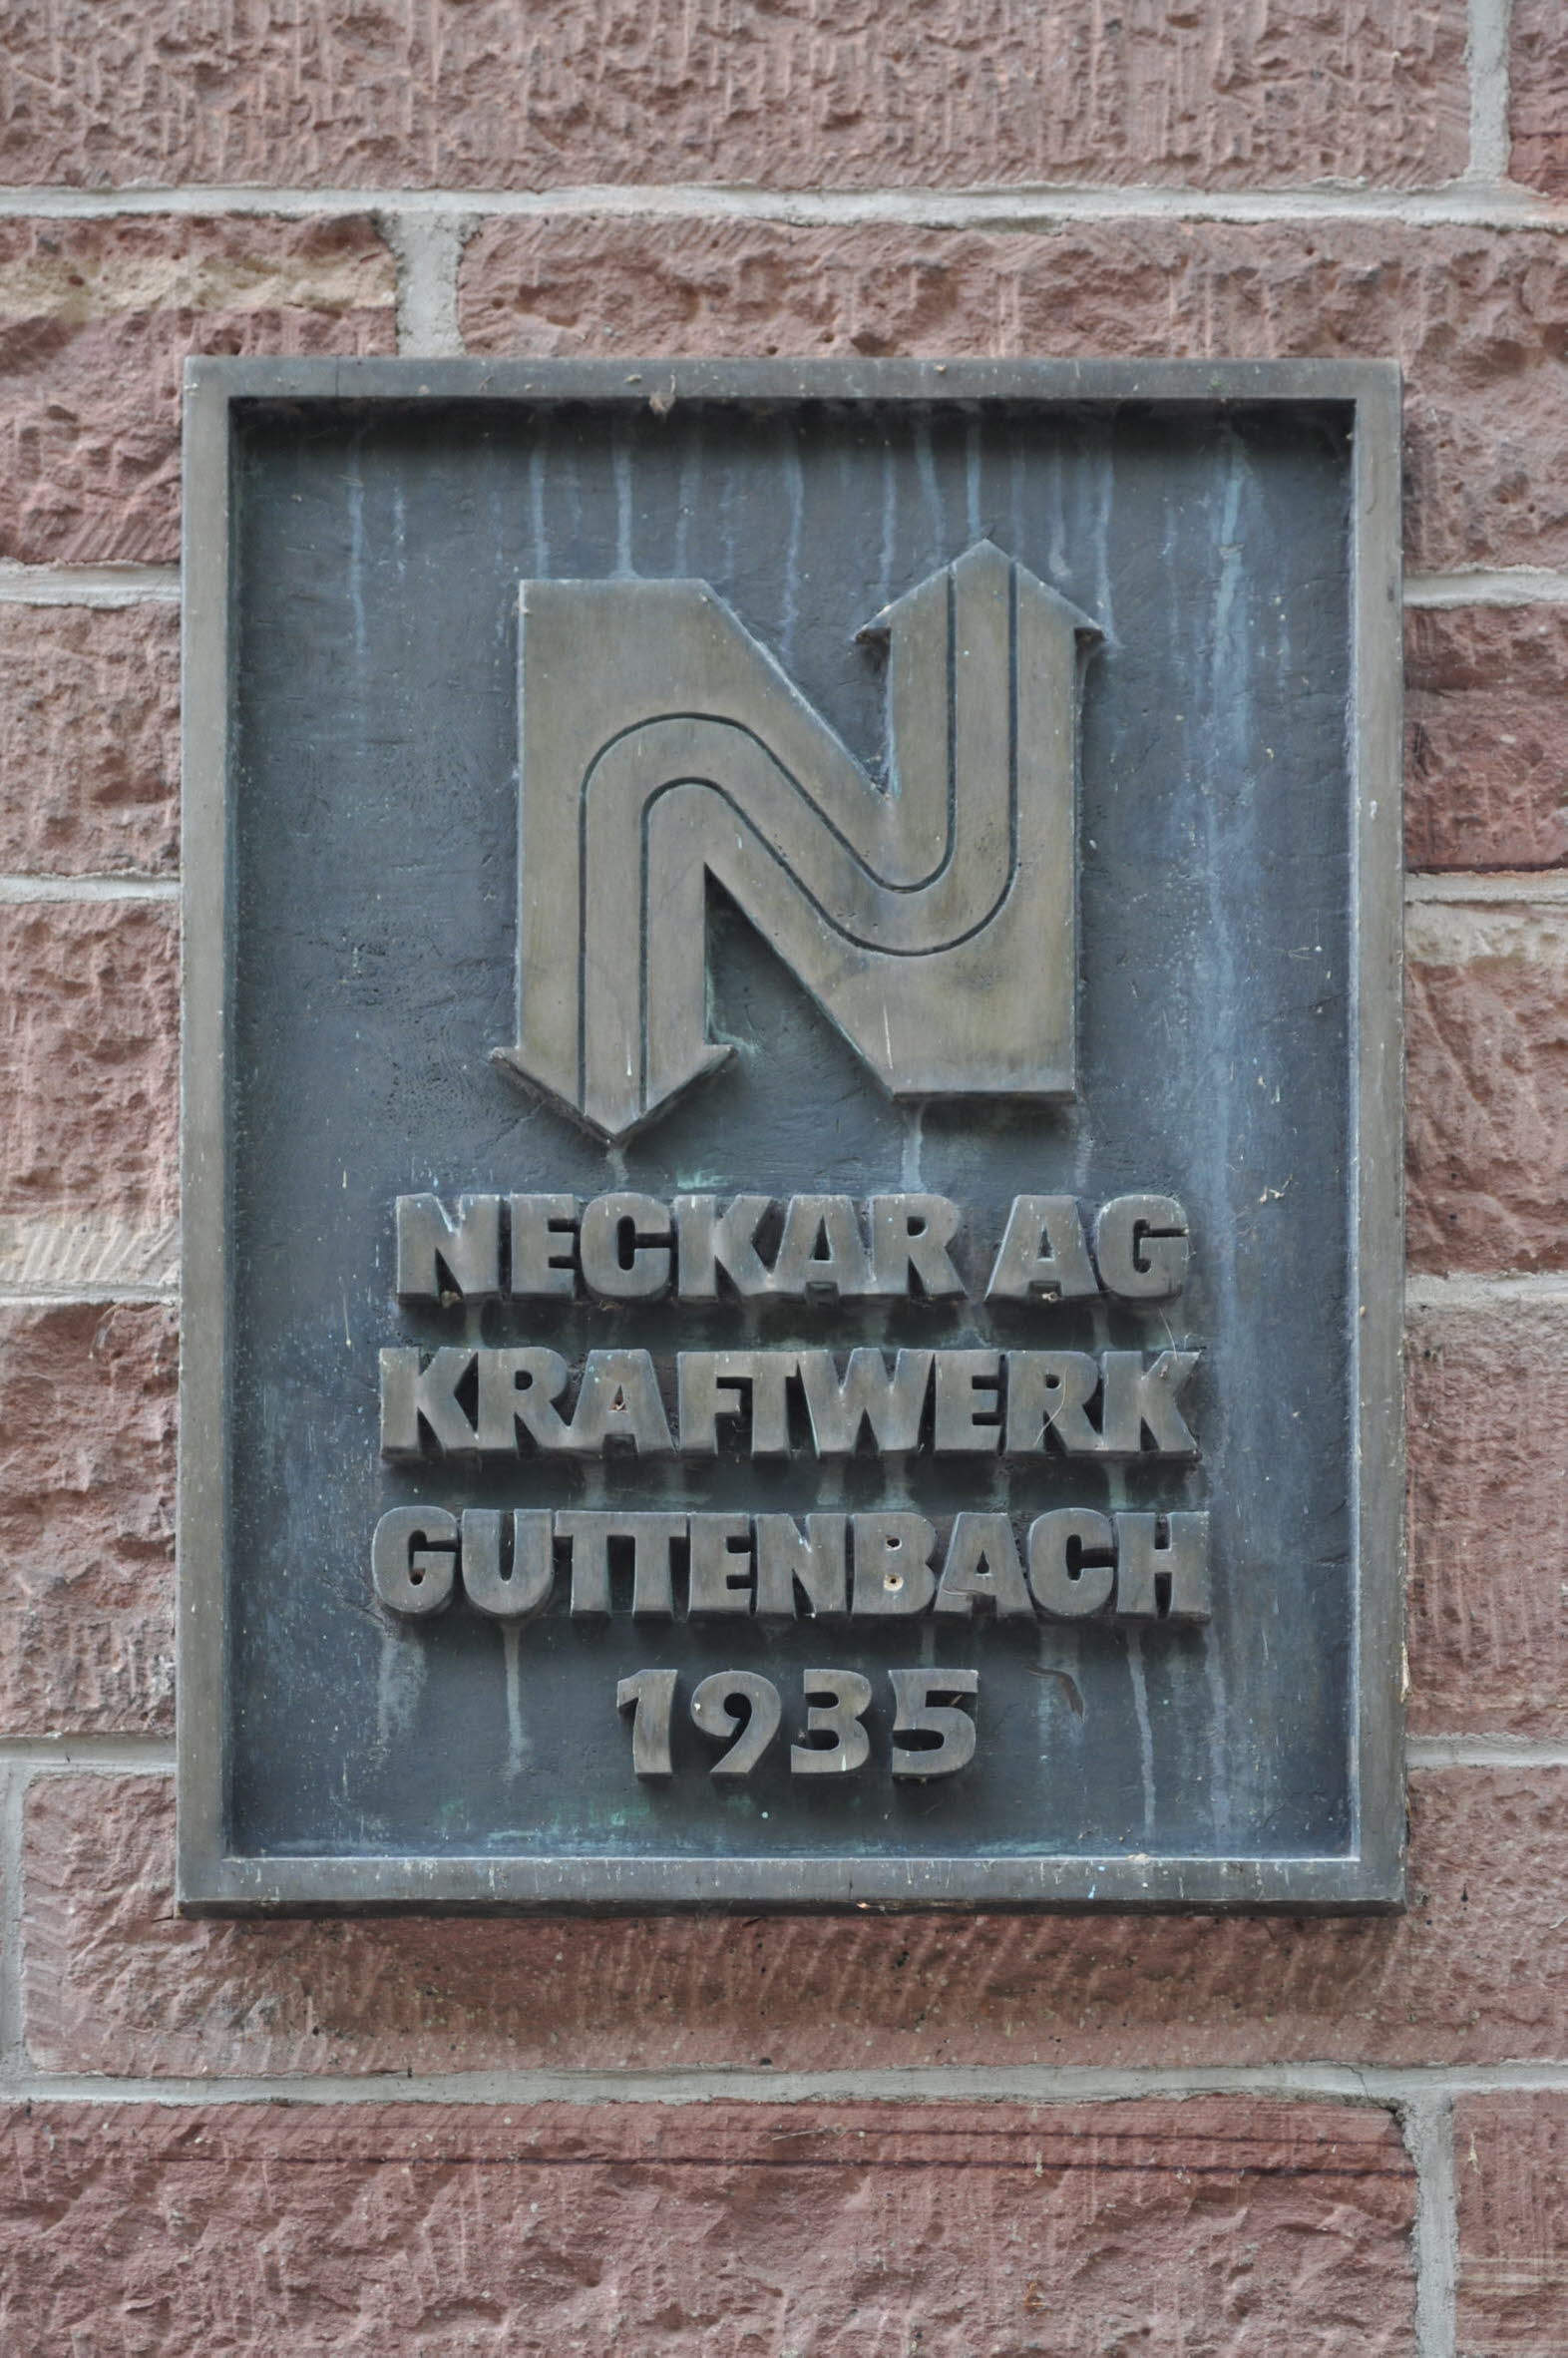 N
NECKAR AG
KRAFTWERK
GUTTENBACH
1935